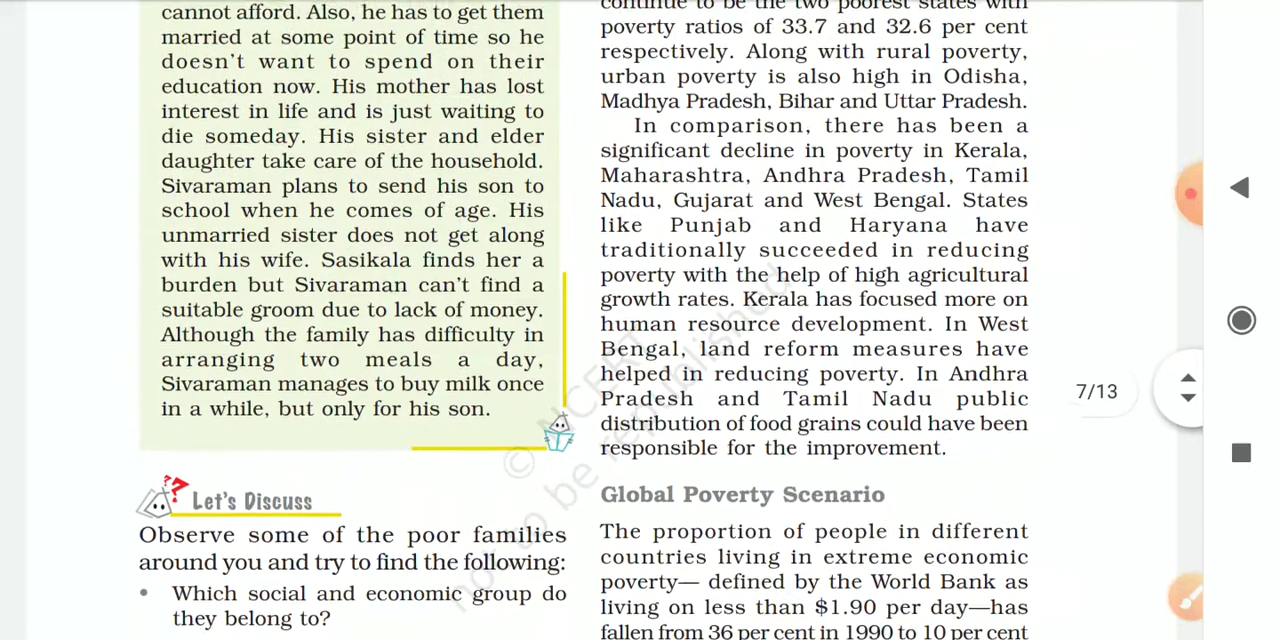 cannot afford. Also, he has to get them
married at some point of time so he
doesn't want to spend on their
education now. His mother has lost
interest in life and is just waiting to
die someday. His sister and elder
daughter take care of the household.
Sivaraman plans to send his son to
school when he comes of age. His
unmarried sister does not get along
with his wife. Sasikala finds her a
burden but Sivaraman can't find a
suitable groom due to lack of money.
Although the family has difficulty in
arranging two meals a day,
Sivaraman manages to buy milk once
in a while, but only for his son.
Let's Discuss
Observe some of the poor families
around you and try to find the following:
• Which social and economic group do
they belong to?
continue to be the two poorest states with
poverty ratios of 33.7 and 32.6 per cent
respectively. Along with rural poverty,
urban poverty is also high in Odisha,
Madhya Pradesh, Bihar and Uttar Pradesh.
In comparison, there has been a
significant decline in poverty in Kerala,
Maharashtra, Andhra Pradesh, Tamil
Nadu, Gujarat and West Bengal. States
like Punjab and Haryana have
traditionally succeeded in reducing
poverty with the help of high agricultural
growth rates. Kerala has focused more on
human resource development. In West
Bengal, land reform measures have
helped in reducing poverty. In Andhra
Pradesh and Tamil Nadu public
distribution of food grains could have been
responsible for the improvement.
Global Poverty Scenario
The proportion of people in different
countries living in extreme economic
poverty— defined by the World Bank as
living on less than $1.90 per day—has
fallen from 36 per cent in 1990 to 10 per cent
© NCERT
not to be republished
7/13